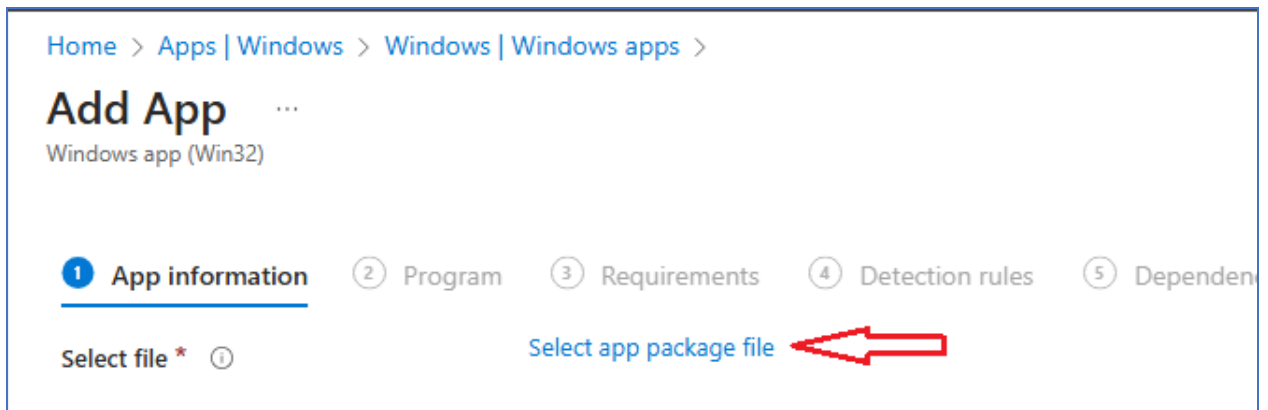 Home > Apps | Windows > Windows | Windows apps >
Add App ...
Windows app (Win32)
1 App information 2 Program 3 Requirements 4 Detection rules 5 Dependen
Select file * Select app package file